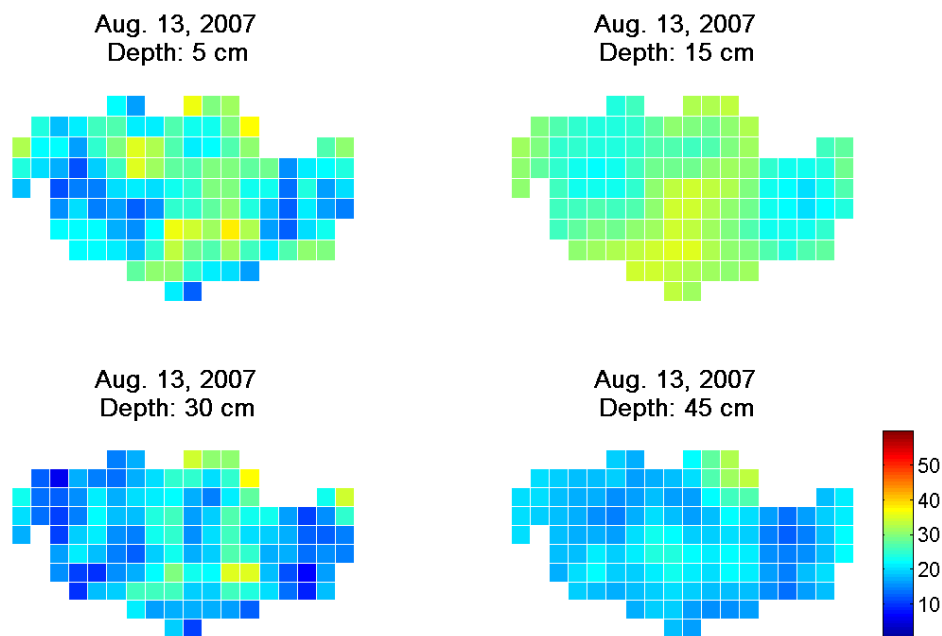 Aug. 13, 2007
Depth: 5 cm
Aug. 13, 2007
Depth: 15 cm
Aug. 13, 2007
Depth: 30 cm
Aug. 13, 2007
Depth: 45 cm
50
40
30
20
10